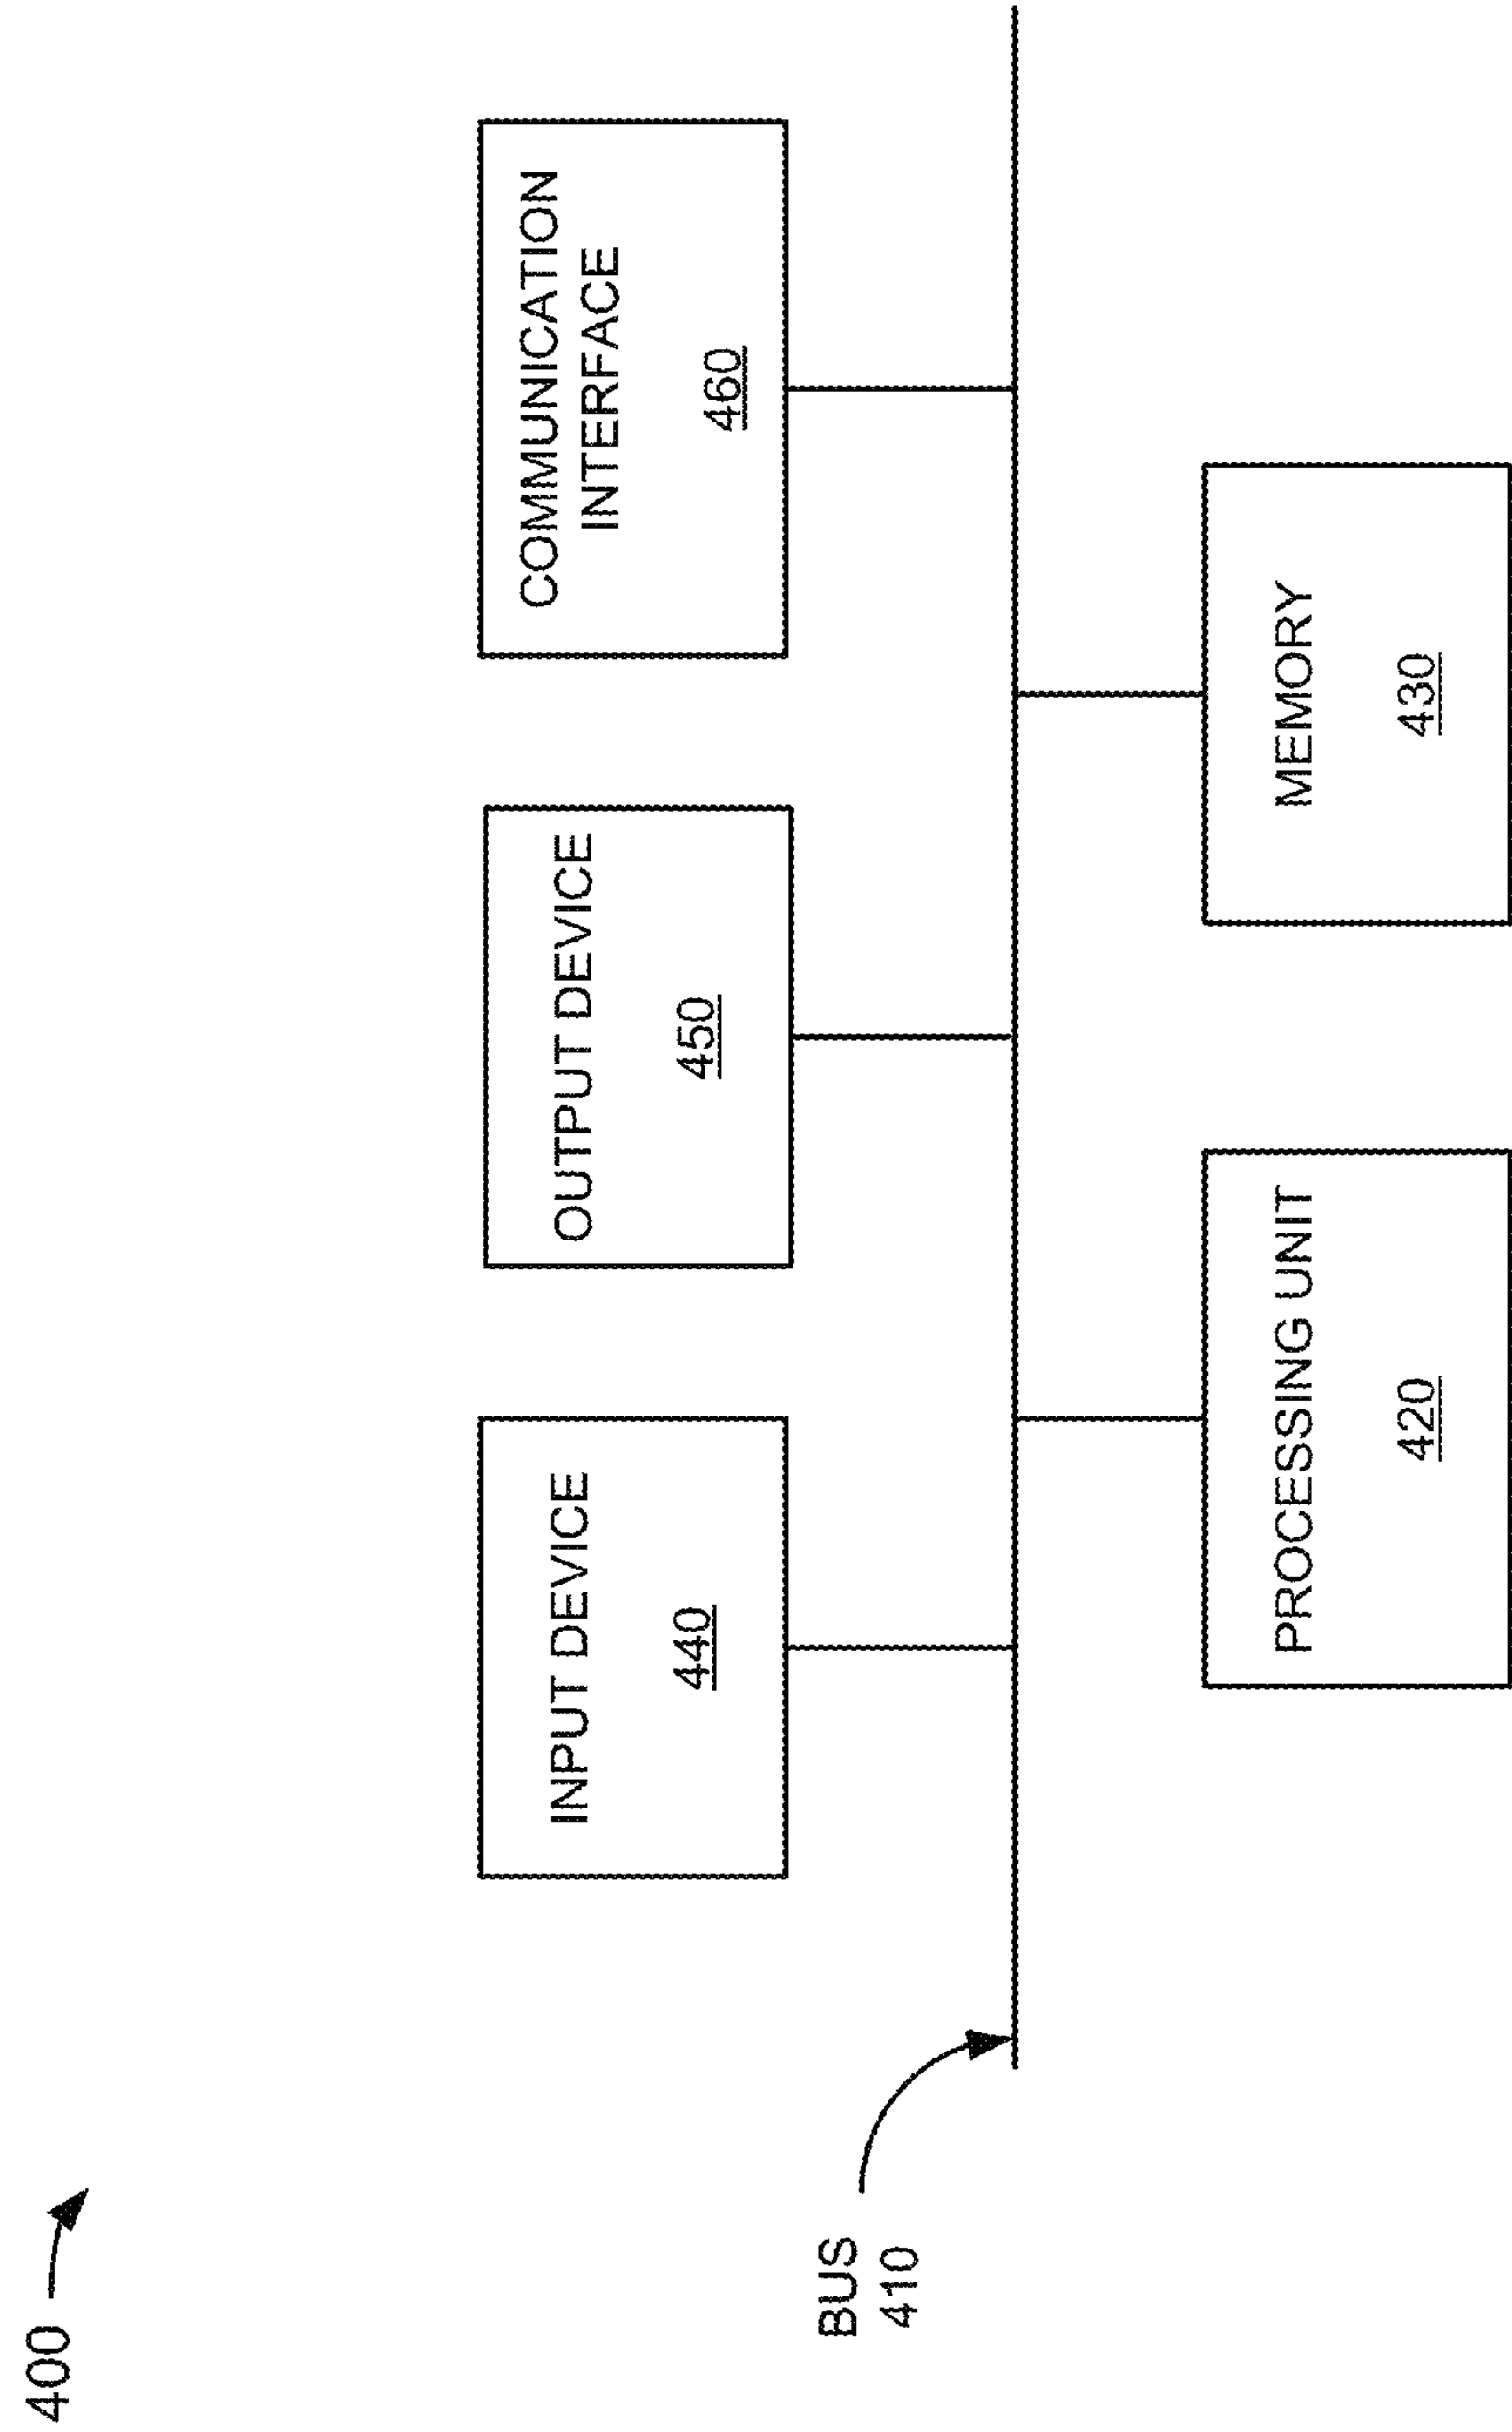 400
INPUT DEVICE
440
OUTPUT DEVICE
450
COMMUNICATION
INTERFACE
460
BUS
410
PROCESSING UNIT
420
MEMORY
430